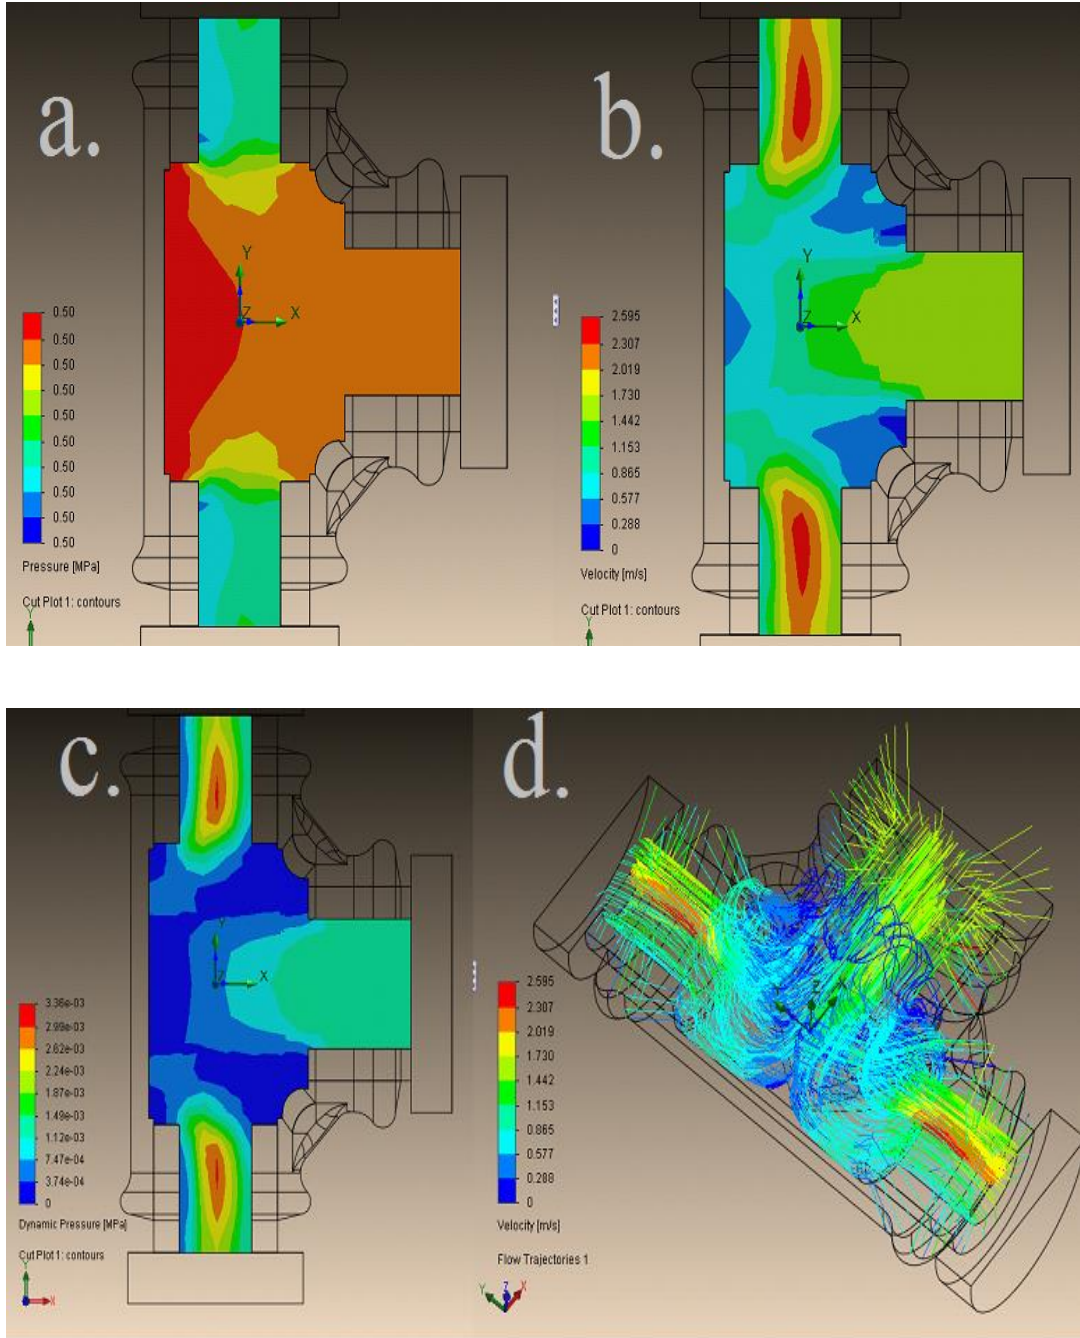 a.
Y
Z
X
0.50
0.50
0.50
0.50
0.50
0.50
0.50
0.50
0.50
0.50
Pressure [MPa]
Cut Plot 1: contours
Y
b.
Y
Z
X
2.595
2.307
2.019
1.730
1.442
1.153
0.865
0.577
0.288
0
Velocity [m/s]
Cut Plot 1: contours
Y
c.
Y
Z
X
3.36e-03
2.99e-03
2.62e-03
2.24e-03
1.87e-03
1.49e-03
1.12e-03
7.47e-04
3.74e-04
0
Dynamic Pressure [MPa]
Cut Plot 1: contours
Y
X
d.
Z
2.595
2.307
2.019
1.730
1.442
1.153
0.865
0.577
0.288
0
Velocity [m/s]
Flow Trajectories 1
Y
Z
X